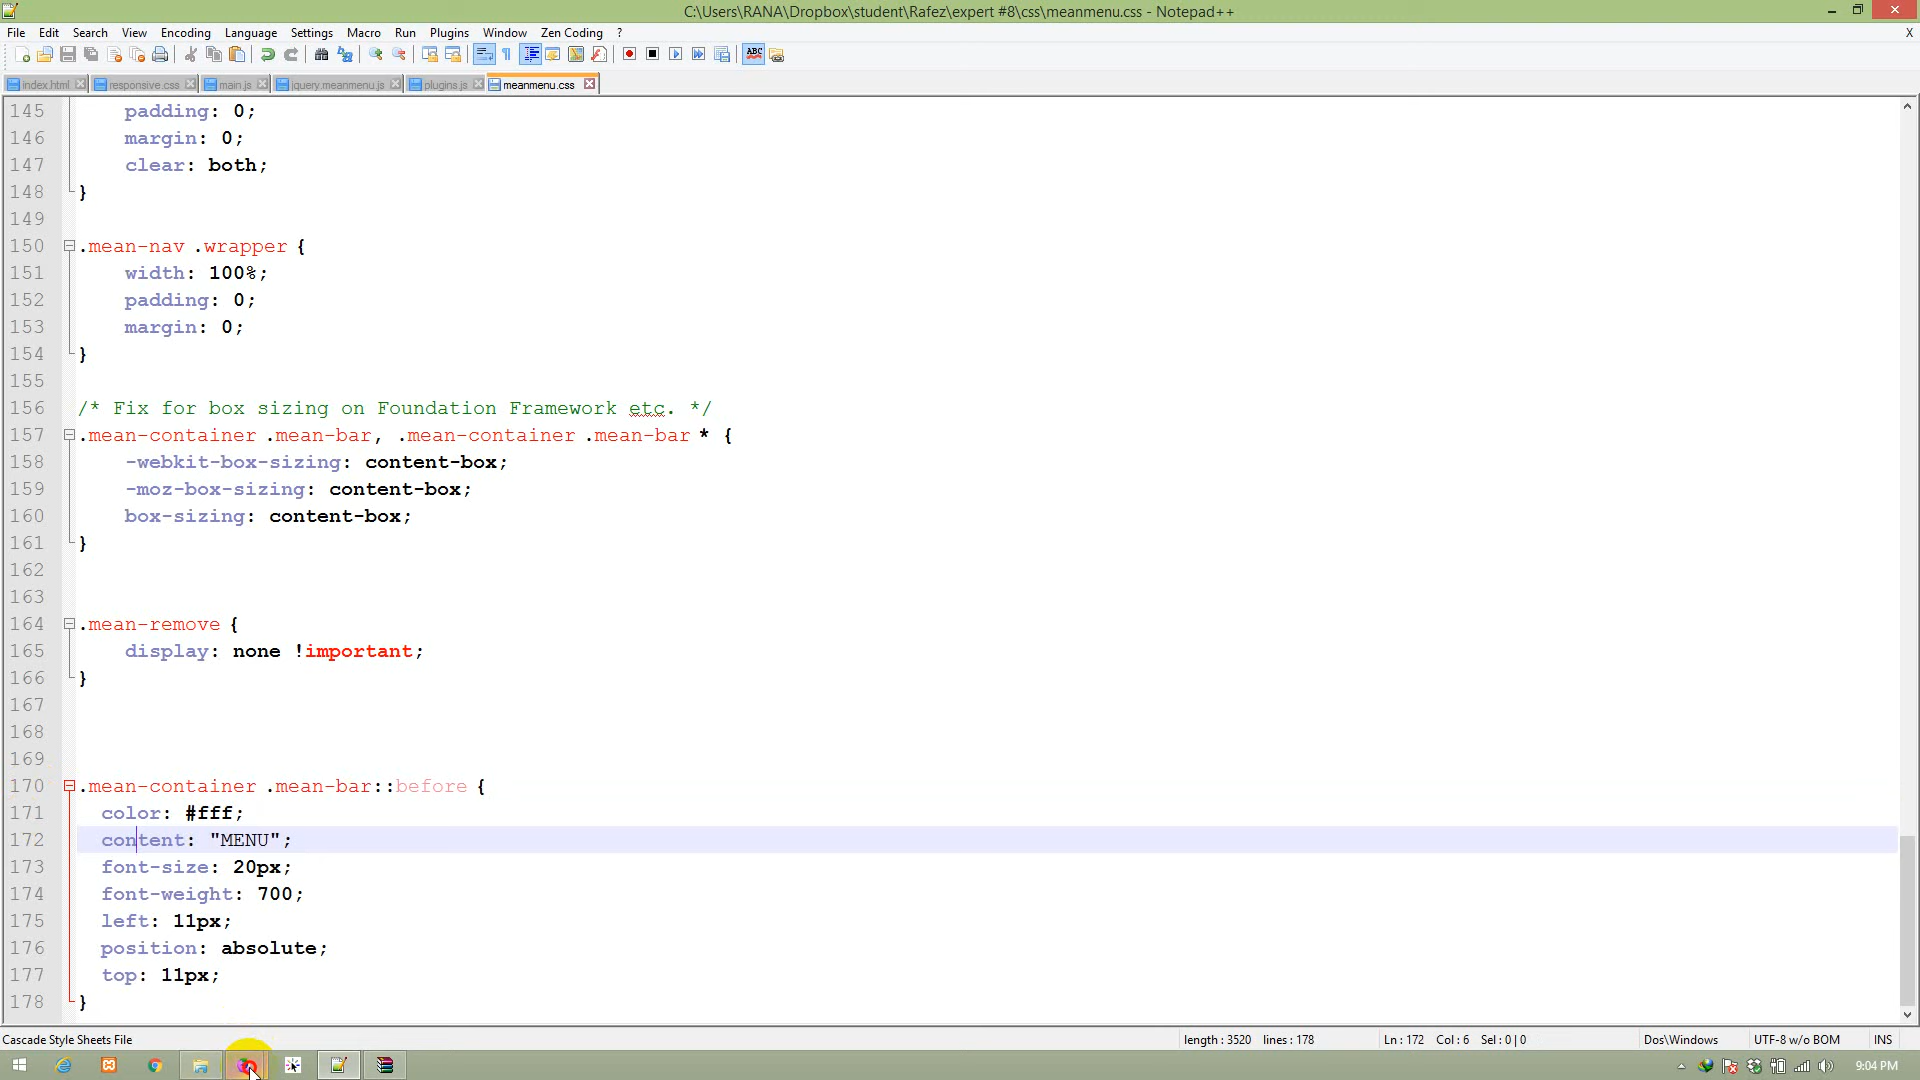 C:\Users\RANA\Dropbox\student\Rafez\expert #8\css\meanmenu.css - Notepad++
File Edit Search View Encoding Language Settings Macro Run Plugins Window Zen Coding ? X
ABC
index.html responsive.css main.js jquery.meanmenu.js plugins.js meanmenu.css
145 padding: 0;
146 margin: 0;
147 clear: both;
148 }
149
150 .mean-nav .wrapper {
151 width: 100%;
152 padding: 0;
153 margin: 0;
154 }
155
156 /* Fix for box sizing on Foundation Framework etc. */
157 .mean-container .mean-bar, .mean-container .mean-bar * {
158 -webkit-box-sizing: content-box;
159 -moz-box-sizing: content-box;
160 box-sizing: content-box;
161 }
162
163
164 .mean-remove {
165 display: none !important;
166 }
167
168
169
170 .mean-container .mean-bar::before {
171 color: #fff;
172 content: "MENU";
173 font-size: 20px;
174 font-weight: 700;
175 left: 11px;
176 position: absolute;
177 top: 11px;
178 }
Cascade Style Sheets File length : 3520 lines : 178 Ln : 172 Col : 6 Sel : 0 | 0 Dos\Windows UTF-8 w/o BOM INS
9:04 PM